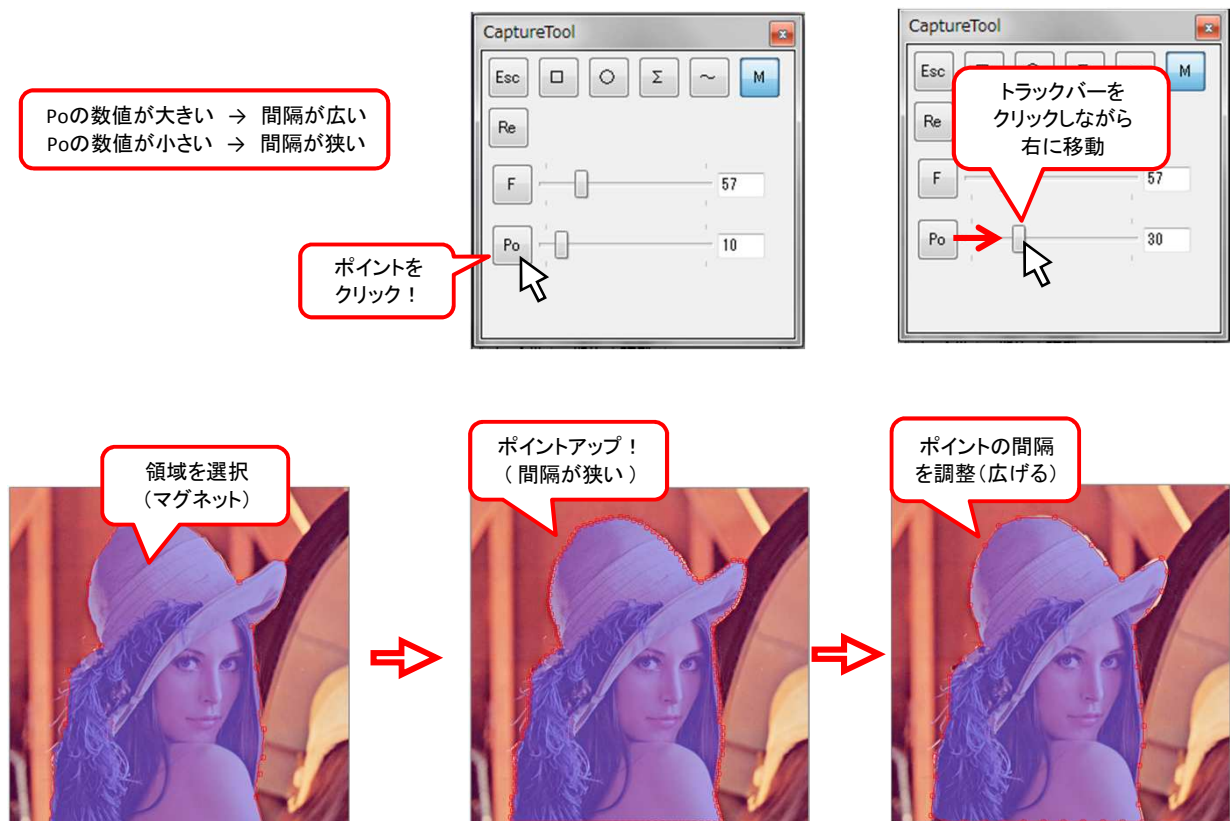 Poの数値が大きい → 間隔が広い
Poの数値が小さい → 間隔が狭い
CaptureTool
Esc □ ○ Σ ~ M
Re
F 57
Po 10
ポイントを
クリック！
CaptureTool
Esc M
Re
トラックバーを
クリックしながら
右に移動
F 57
Po 30
領域を選択
（マグネット）
ポイントアップ！
（間隔が狭い）
ポイントの間隔
を調整（広げる）